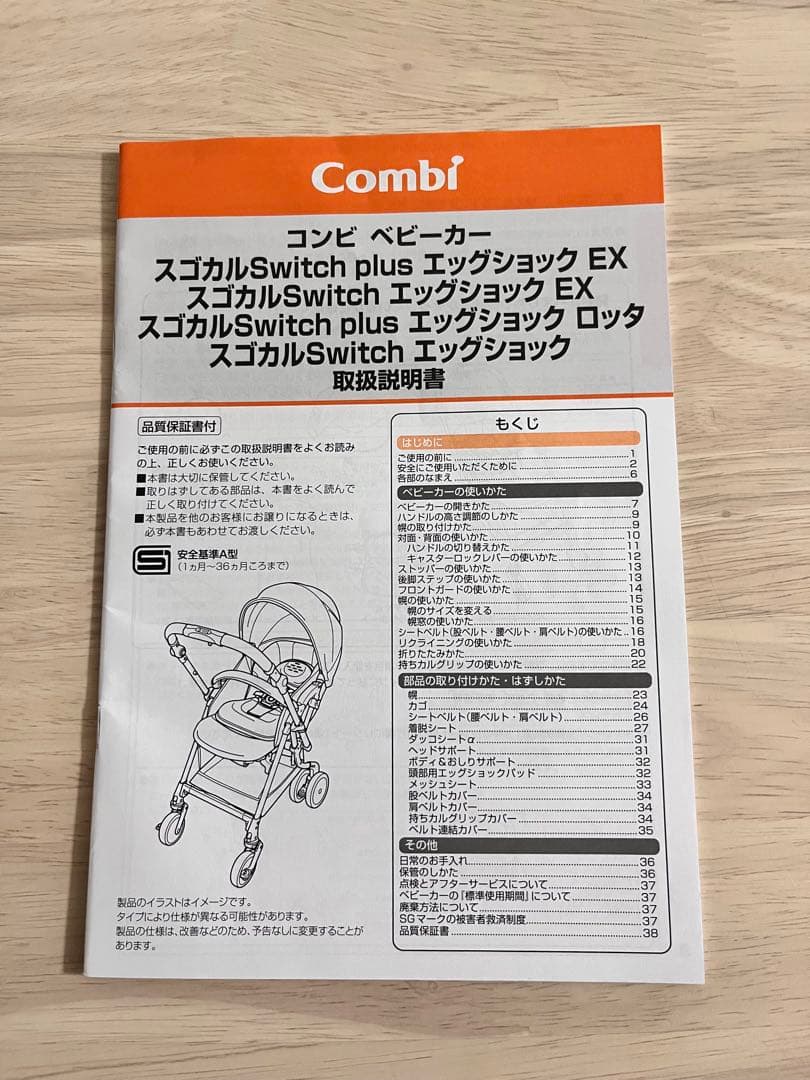 Combi
コンビ ベビーカー
スゴカルSwitch plus エッグショック EX
スゴカルSwitch エッグショック EX
スゴカルSwitch plus エッグショック ロッタ
スゴカルSwitch エッグショック
取扱説明書
品質保証書付
ご使用の前に必ずこの取扱説明書をよくお読み
の上、正しくお使いください。
■本書は大切に保管してください。
■取りはずしてある部品は、本書をよく読んで
正しく取り付けてください。
■本製品を他のお客様にお譲りになるときは、
必ず本書もあわせてお渡しください。
安全基準A型
(1ヵ月〜36ヵ月ころまで)
製品のイラストはイメージです。
タイプにより仕様が異なる可能性があります。
製品の仕様は、改善などのため、予告なしに変更することが
あります。
もくじ
はじめに
ご使用の前に 1
安全にご使用いただくために 2
各部のなまえ 6
ベビーカーの使いかた
ベビーカーの開きかた 7
ハンドルの高さ調節のしかた 9
幌の取り付けかた 9
対面・背面の使いかた 10
ハンドルの切り替えかた 11
キャスターロックレバーの使いかた 12
ストッパーの使いかた 13
後脚ステップの使いかた 13
フロントガードの使いかた 14
幌の使いかた 15
幌のサイズを変える 15
幌窓の使いかた 16
シートベルト(股ベルト・腰ベルト・肩ベルト)の使いかた 16
リクライニングの使いかた 18
折りたたみかた 20
持ちカルグリップの使いかた 22
部品の取り付けかた・はずしかた
幌 23
カゴ 24
シートベルト(腰ベルト・肩ベルト) 26
着脱シート 27
ダッコシートα 31
ヘッドサポート 31
ボディ&おしりサポート 32
頭部用エッグショックパッド 32
メッシュシート 33
股ベルトカバー 34
肩ベルトカバー 34
持ちカルグリップカバー 34
ベルト連結カバー 35
その他
日常のお手入れ 36
保管のしかた 36
点検とアフターサービスについて 37
ベビーカーの「標準使用期間」について 37
廃棄方法について 37
SGマークの被害者救済制度 37
品質保証書 38